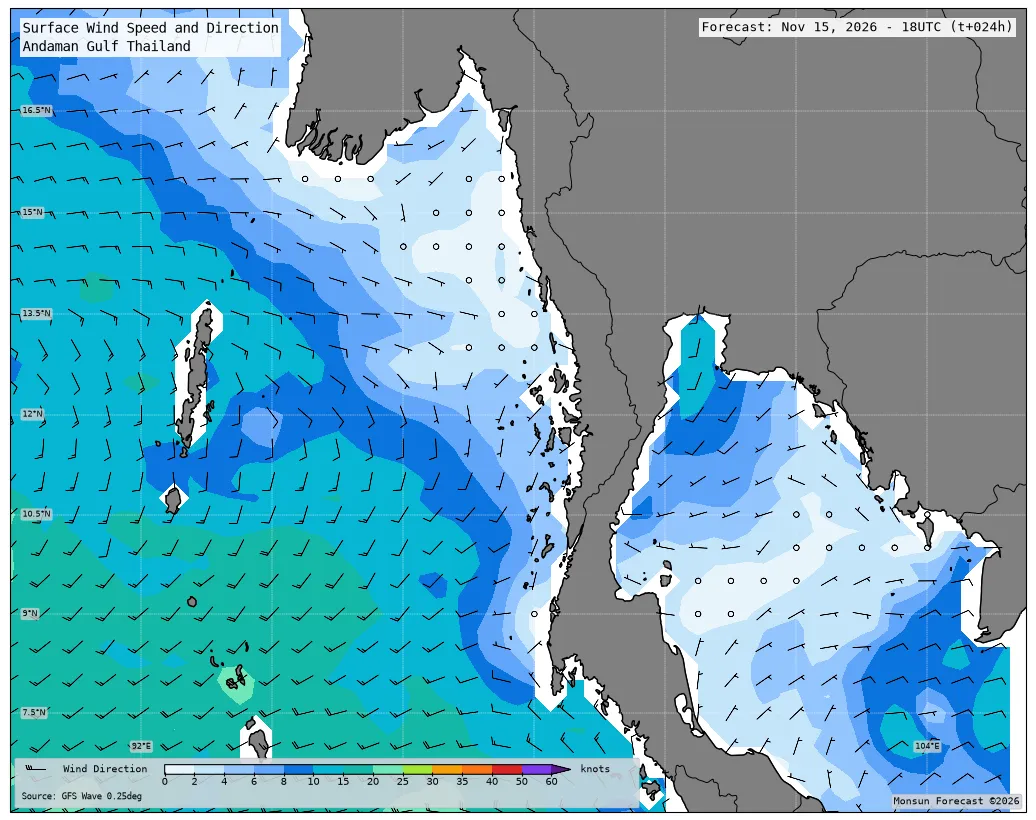 Surface Wind Speed and Direction
Andaman Gulf Thailand
Forecast: Nov 15, 2026 - 18UTC (t+024h)
16.5°N
15°N
13.5°N
12°N
10.5°N
9°N
7.5°N
92°E
104°E
Wind Direction
0 2 4 6 8 10 15 20 25 30 35 40 50 60 knots
Source: GFS Wave 0.25deg
Monsun Forecast ©2026